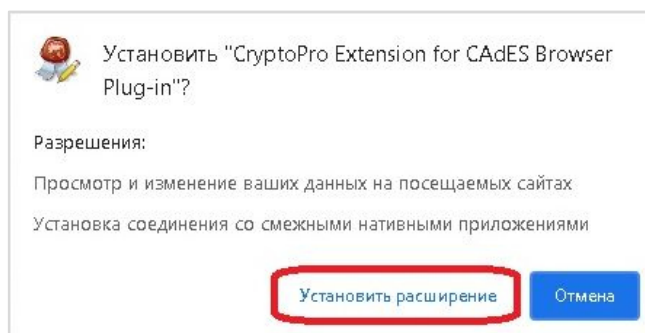 Установить "CryptoPro Extension for CAdES Browser
Plug-in"?
Разрешения:
Просмотр и изменение ваших данных на посещаемых сайтах
Установка соединения со смежными нативными приложениями
Установить расширение
Отмена